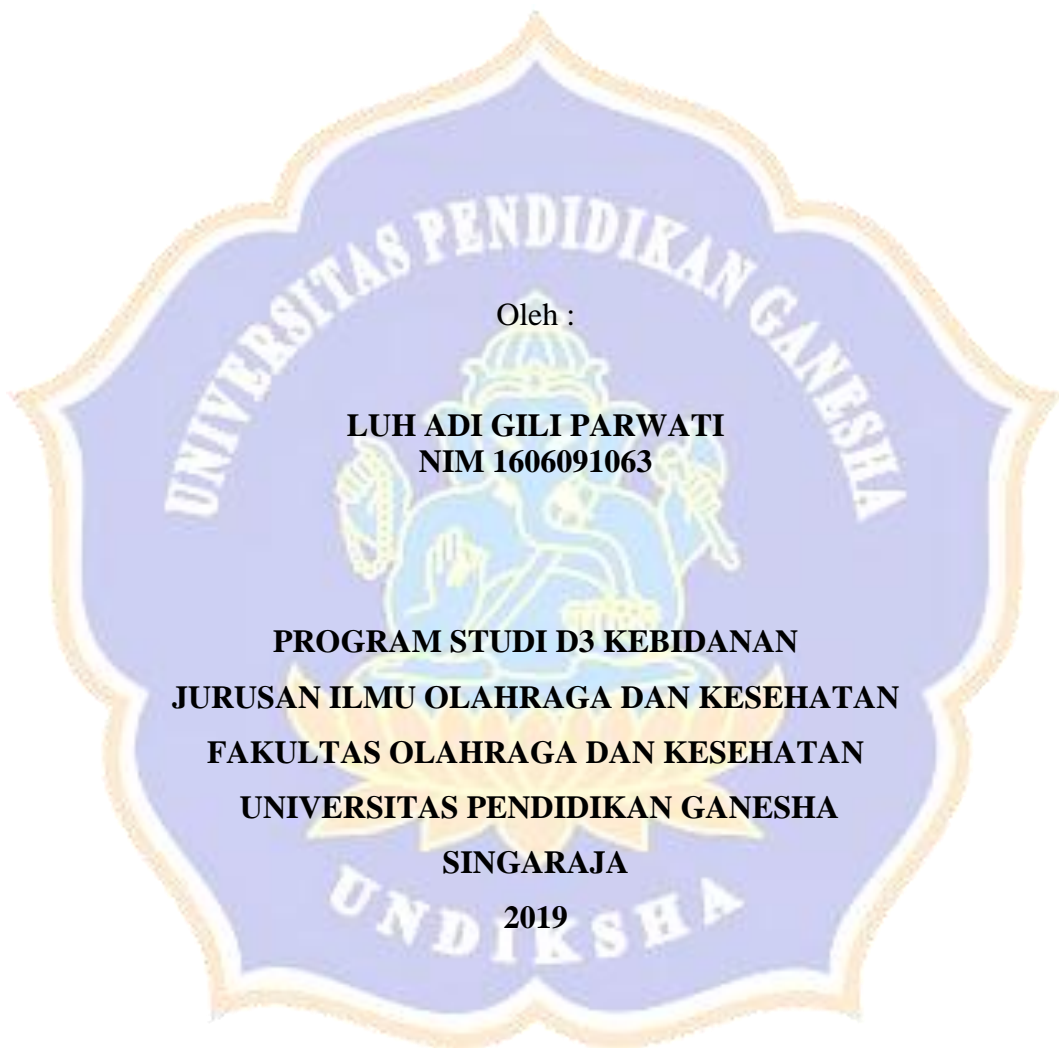 UNIVERSITAS PENDIDIKAN GANESHA
Oleh :
LUH ADI GILI PARWATI
NIM 1606091063
PROGRAM STUDI D3 KEBIDANAN
JURUSAN ILMU OLAHRAGA DAN KESEHATAN
FAKULTAS OLAHRAGA DAN KESEHATAN
UNIVERSITAS PENDIDIKAN GANESHA
SINGARAJA
2019
UNDIKSHA